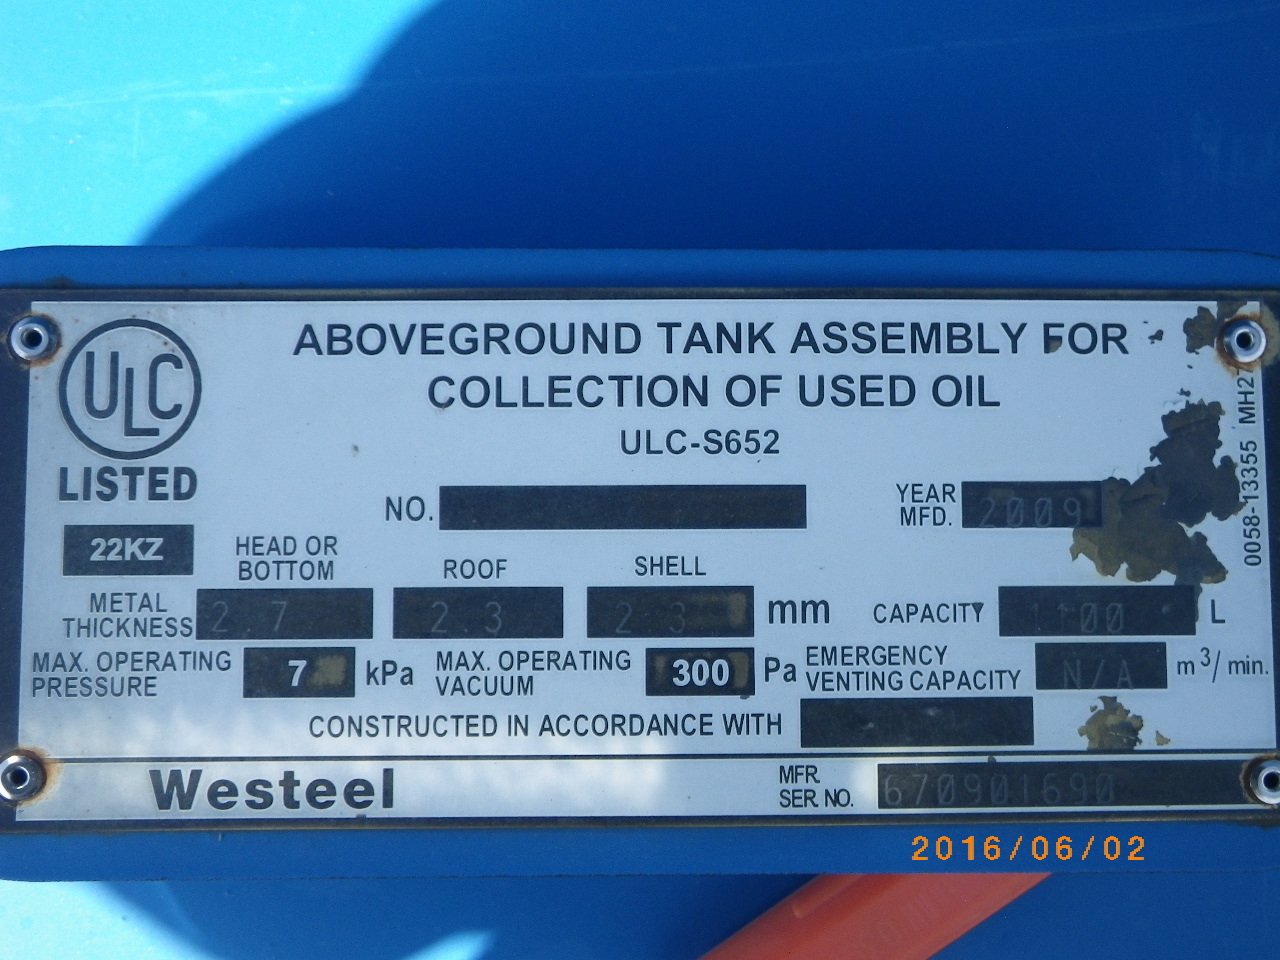 ULC
LISTED
22KZ
ABOVEGROUND TANK ASSEMBLY FOR
COLLECTION OF USED OIL
ULC-S652
NO.
YEAR
MFD. 2009
HEAD OR
BOTTOM
ROOF
SHELL
METAL
THICKNESS 2.7 2.3 2.3 mm
CAPACITY 1100 L
MAX. OPERATING
PRESSURE 7 kPa
MAX. OPERATING
VACUUM 300 Pa
EMERGENCY
VENTING CAPACITY N/A m³/min.
CONSTRUCTED IN ACCORDANCE WITH
Westeel
MFR.
SER. NO. 670901690
0058-13355 MH27
2016/06/02